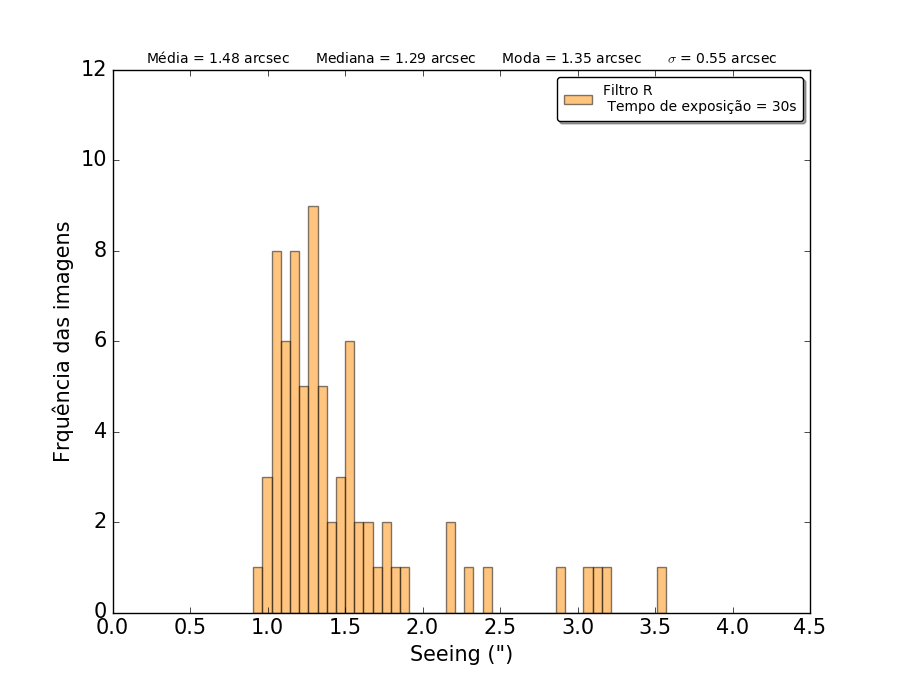 Média = 1.48 arcsec Mediana = 1.29 arcsec Moda = 1.35 arcsec σ = 0.55 arcsec
Filtro R
Tempo de exposição = 30s
12
10
8
6
4
2
0
Frquência das imagens
0.0 0.5 1.0 1.5 2.0 2.5 3.0 3.5 4.0 4.5
Seeing (")